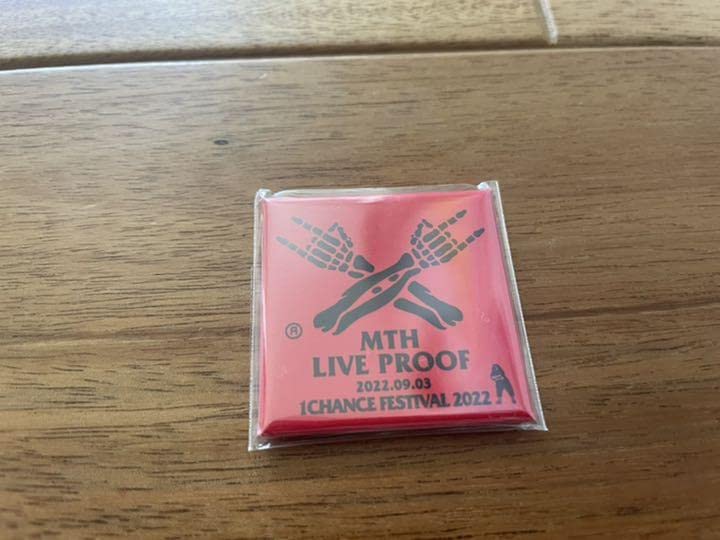 ®
MTH
LIVE PROOF
2022.09.03
1CHANCE FESTIVAL 2022